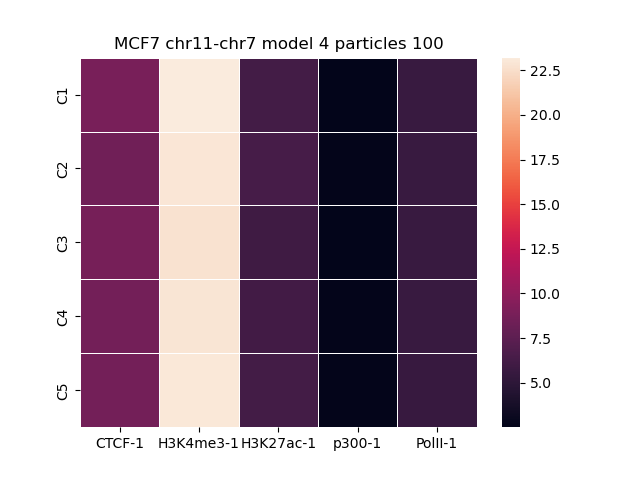 MCF7 chr11-chr7 model 4 particles 100
C1
C2
C3
C4
C5
CTCF-1 H3K4me3-1 H3K27ac-1 p300-1 PolII-1
22.5
20.0
17.5
15.0
12.5
10.0
7.5
5.0